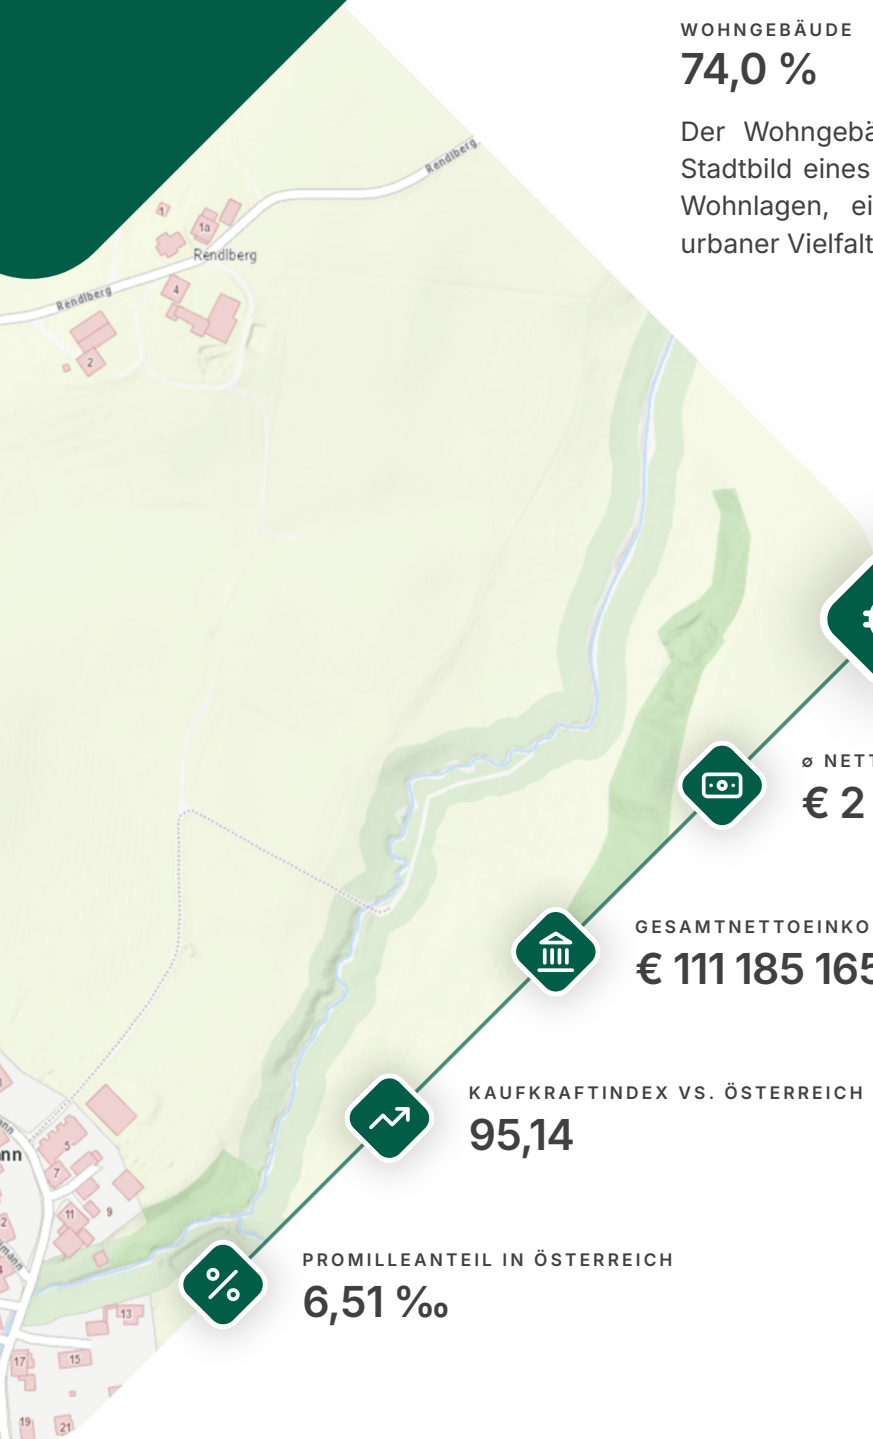 WOHNGEBÄUDE
74,0 %
Der Wohngebä
Stadtbild eines
Wohnlagen, ei
urbaner Vielfalt
Rendlberg
1
1a
Rendlberg
4
Rendlberg
2
ø NETT
€ 2
GESAMTNETTOEINKO
€ 111 185 165
KAUFKRAFTINDEX VS. ÖSTERREICH
95,14
5
nn
7
11
9
2
PROMILLEANTEIL IN ÖSTERREICH
6,51 ‰
13
17
15
19
21